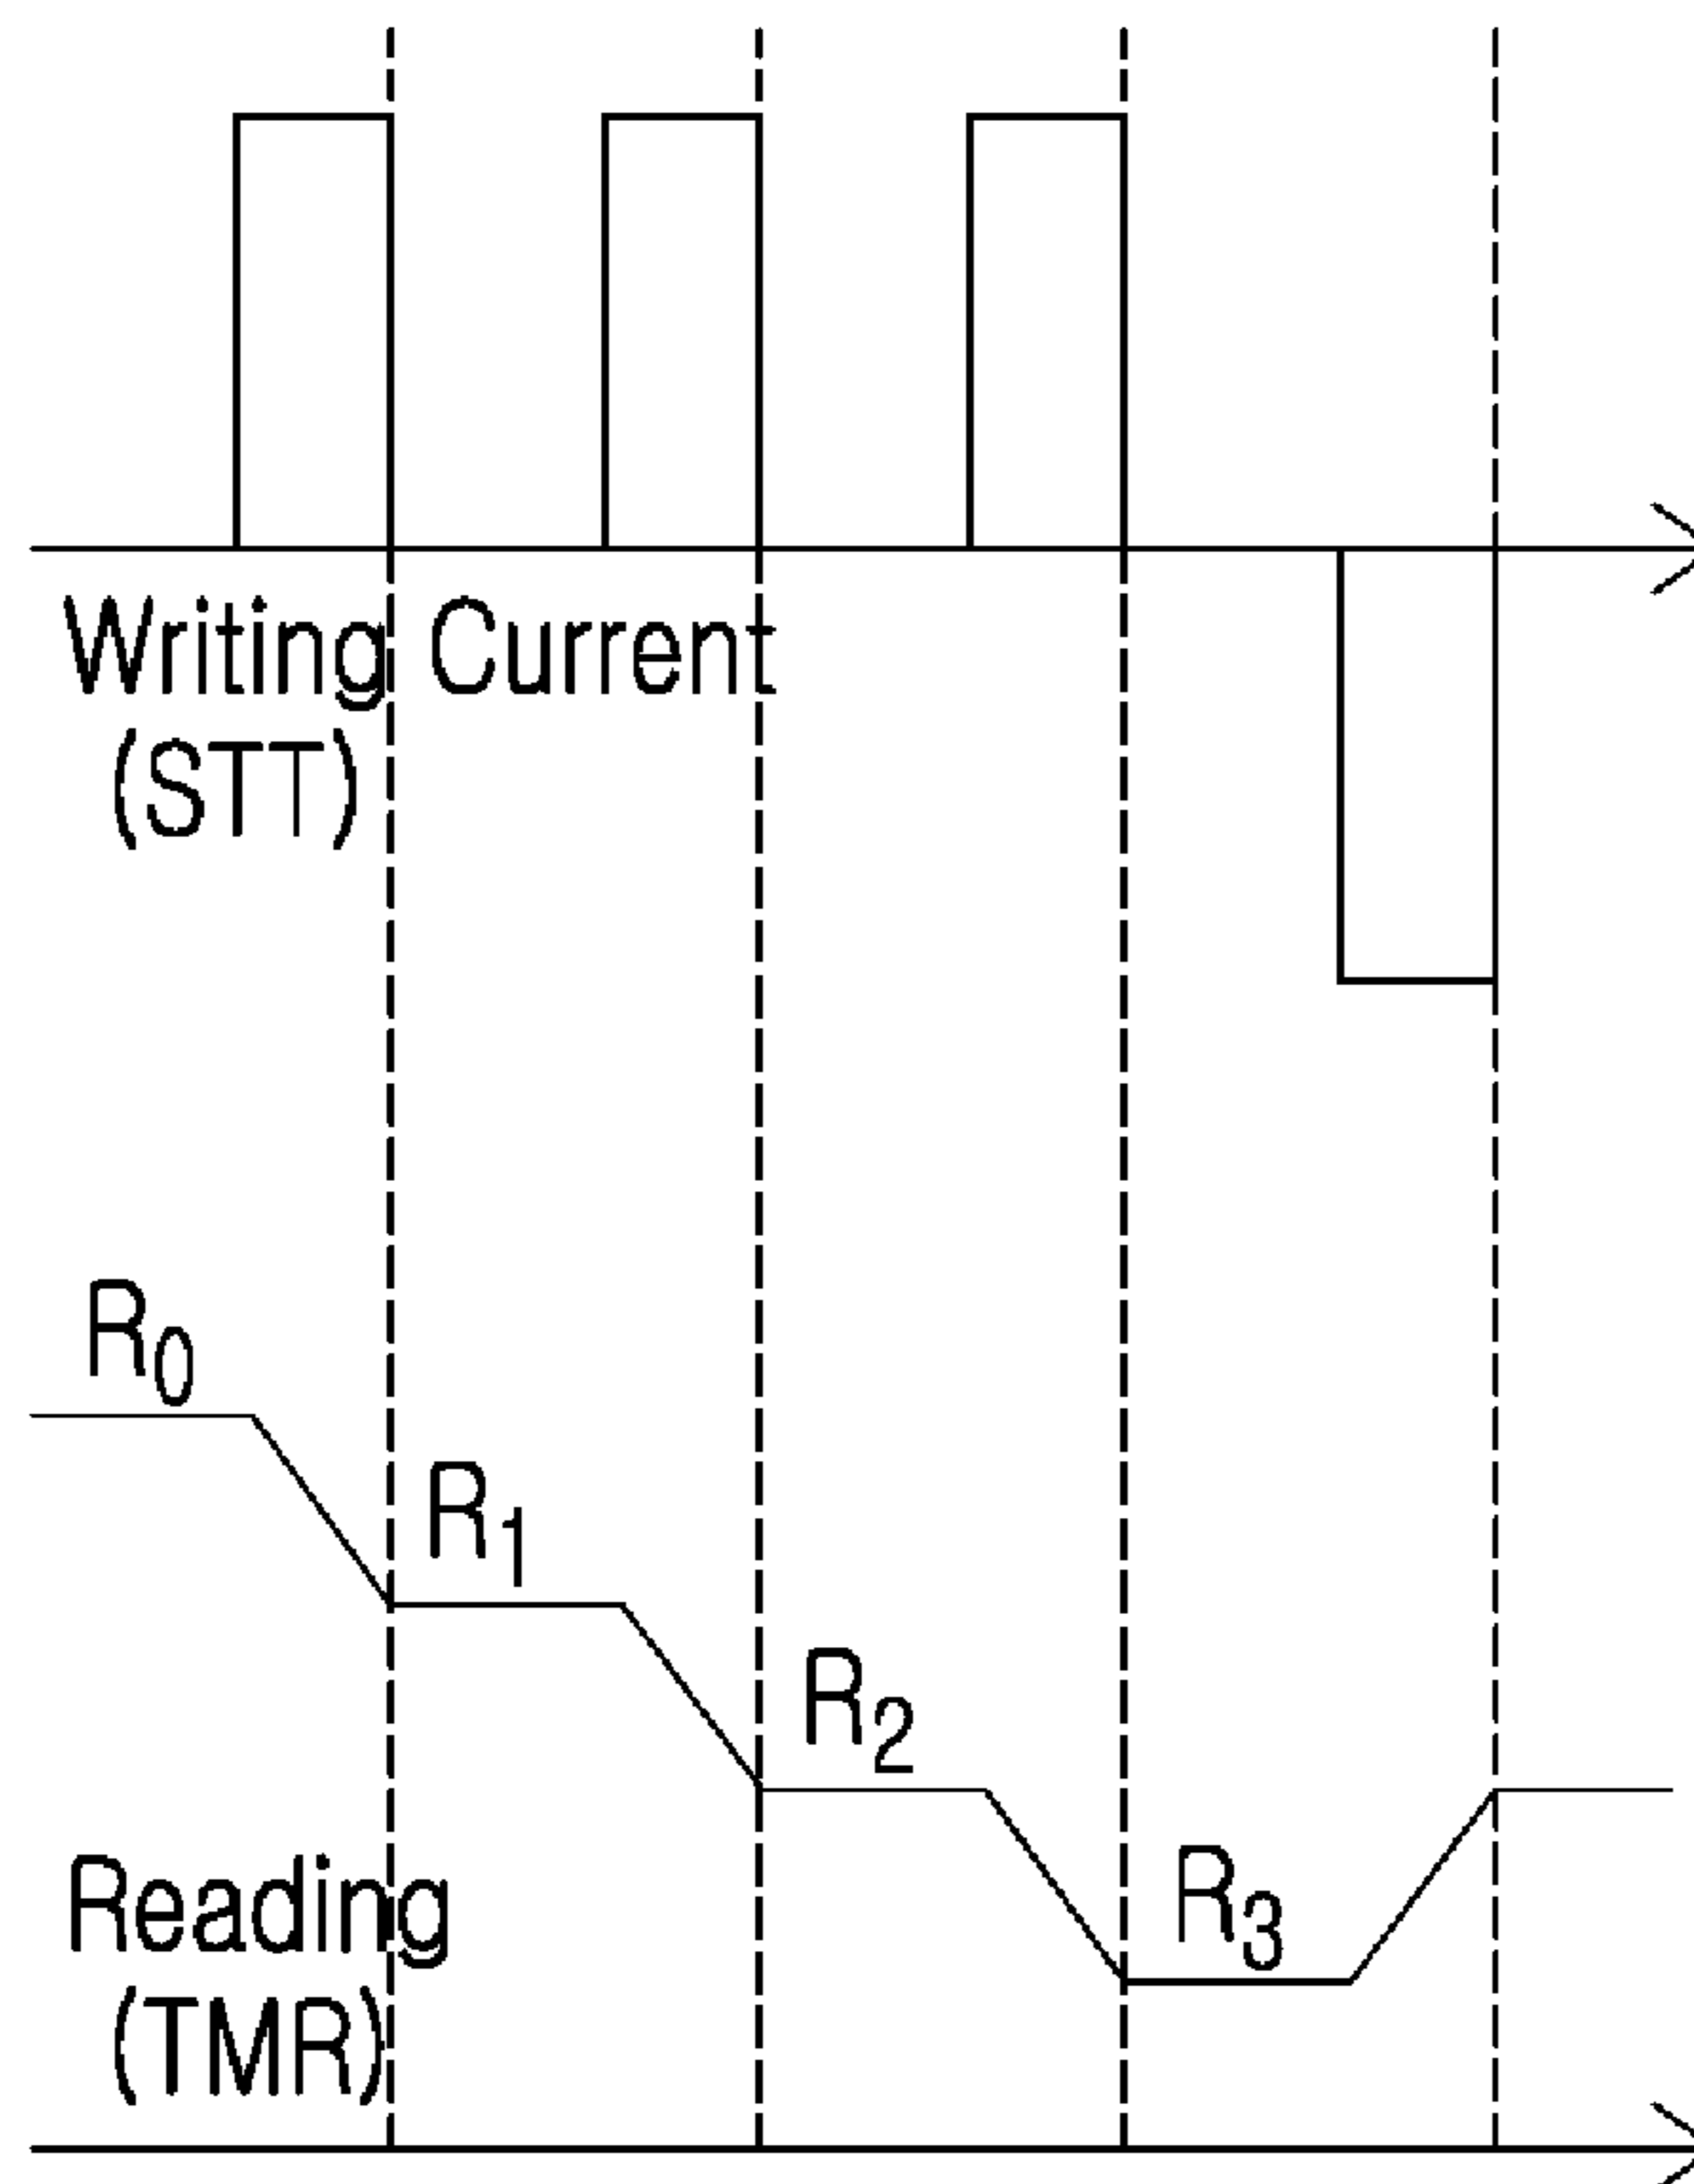 Writing Current
(STT)
R₀
R₁
R₂
R₃
Reading
(TMR)